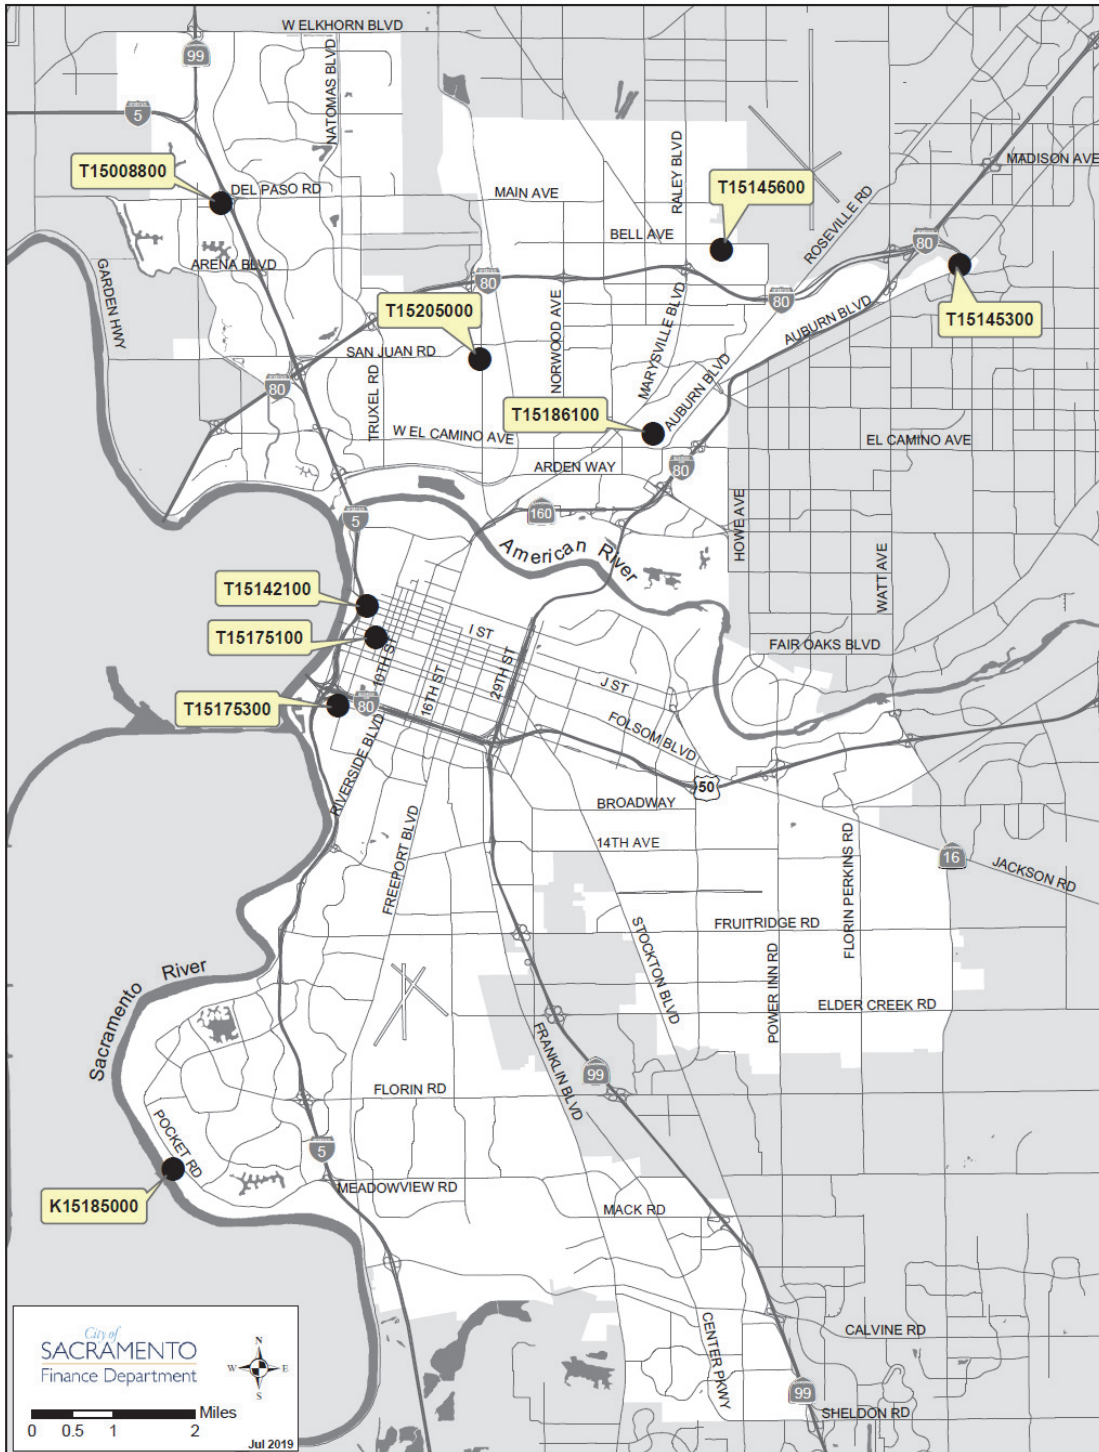 W ELKHORN BLVD
99
NATOMAS BLVD
5
T15008800
DEL PASO RD
MAIN AVE
RALEY BLVD
MADISON AVE
T15145600
BELL AVE
ROSEVILLE RD
80
ARENA BLVD
GARDEN HWY
80
80
T15145300
T15205000
NORWOOD AVE
MARYSVILLE BLVD
AUBURN BLVD
SAN JUAN RD
80
TRUXEL RD
AUBURN BLVD
T15186100
W EL CAMINO AVE
EL CAMINO AVE
ARDEN WAY
80
HOWE AVE
5
160
American River
WATT AVE
T15142100
I ST
T15175100
10TH ST
16TH ST
29TH ST
FAIR OAKS BLVD
J ST
T15175300
80
FOLSOM BLVD
RIVERSIDE BLVD
50
BROADWAY
FREEPORT BLVD
14TH AVE
FLORIN PERKINS RD
16
JACKSON RD
FRUITRIDGE RD
STOCKTON BLVD
POWER INN RD
Sacramento River
ELDER CREEK RD
FRANKLIN BLVD
99
FLORIN RD
POCKET RD
5
MEADOWVIEW RD
K15185000
MACK RD
CENTER PKWY
CALVINE RD
99
SHELDON RD
City of
SACRAMENTO
Finance Department
N
W E
S
Miles
0 0.5 1 2
Jul 2019